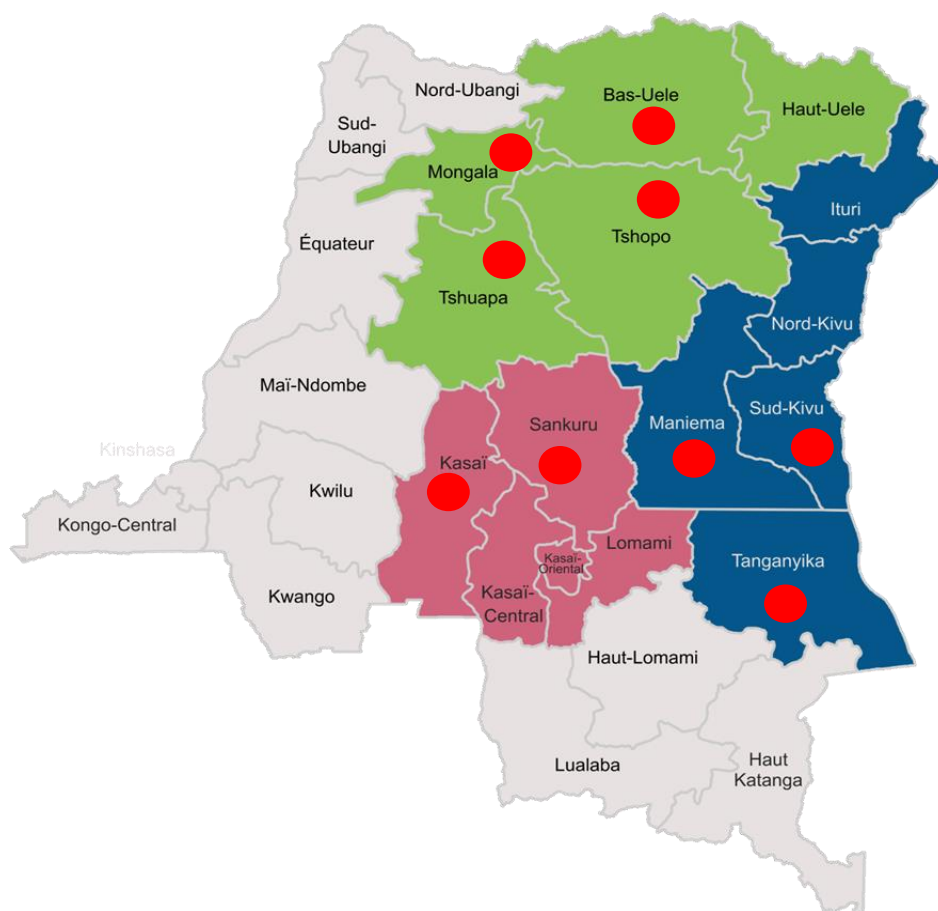 Nord-Ubangi
Bas-Uele
Haut-Uele
Sud-
Ubangi
Mongala
Ituri
Tshopo
Équateur
Tshuapa
Nord-Kivu
Maï-Ndombe
Sud-Kivu
Maniema
Sankuru
Kinshasa
Kasaï
Kwilu
Kongo-Central
Lomami
Kasaï-
Oriental
Tanganyika
Kwango
Kasaï-
Central
Haut-Lomami
Lualaba
Haut
Katanga